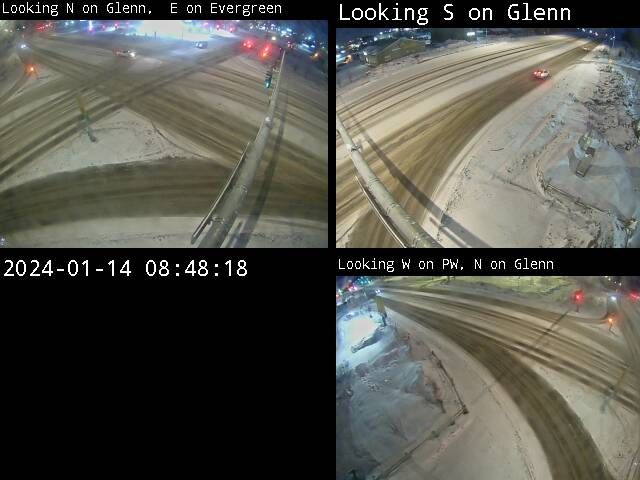 Looking N on Glenn, E on Evergreen
Looking S on Glenn
2024-01-14 08:48:18
Looking W on PW, N on Glenn